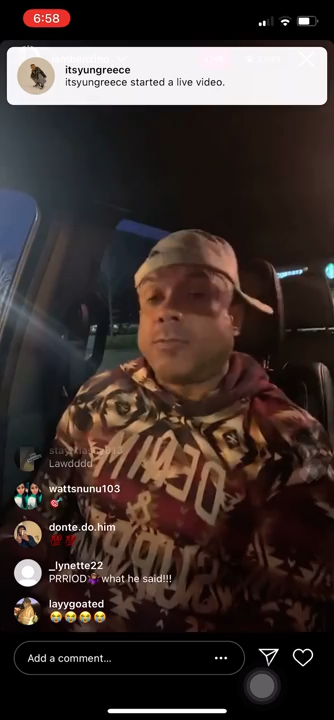 6:58
itsyungreece
itsyungreece started a live video.
Lawdddd
wattsnunu103
donte.do.him
_lynette22
PRRIOD what he said!!!
layygoated
Add a comment...
DENIM
&